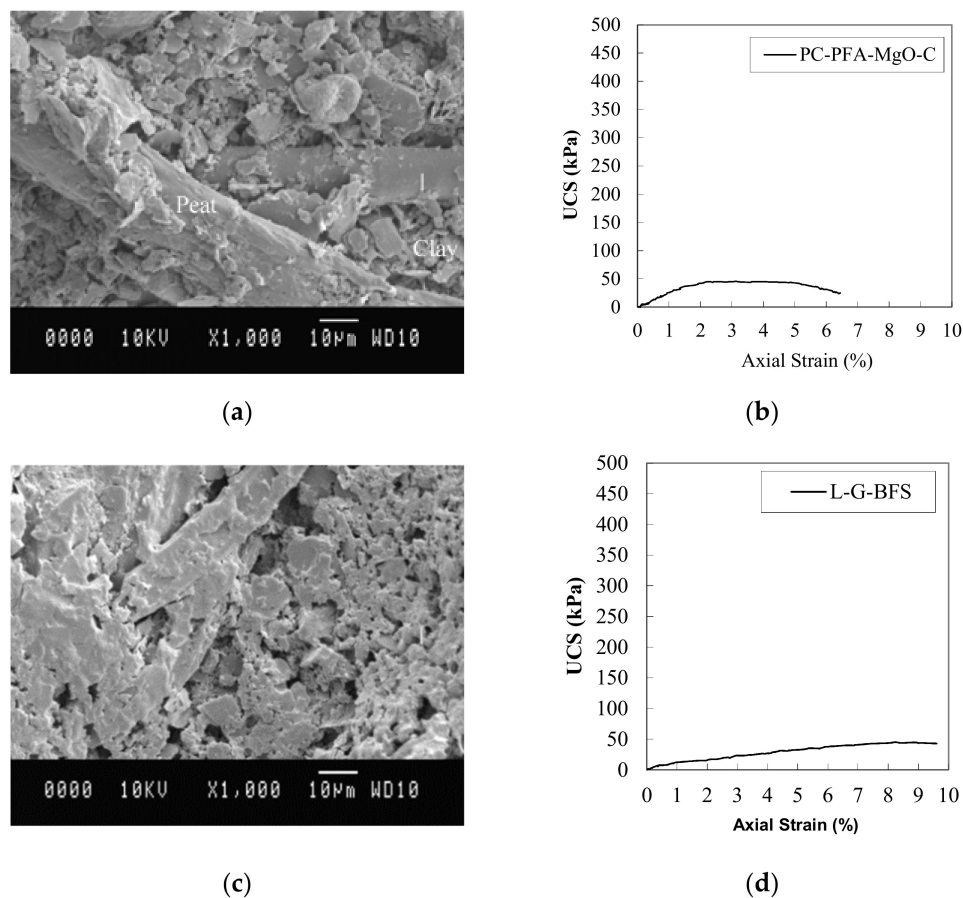 Peat
1
Clay
0000 10KV X1,000 10µm WD10
(a)
500
450
400
350
300
250
200
150
100
50
0
UCS (kPa)
PC-PFA-MgO-C
0 1 2 3 4 5 6 7 8 9 10
Axial Strain (%)
(b)
0000 10KV X1,000 10µm WD10
(c)
500
450
400
350
300
250
200
150
100
50
0
UCS (kPa)
L-G-BFS
0 1 2 3 4 5 6 7 8 9 10
Axial Strain (%)
(d)